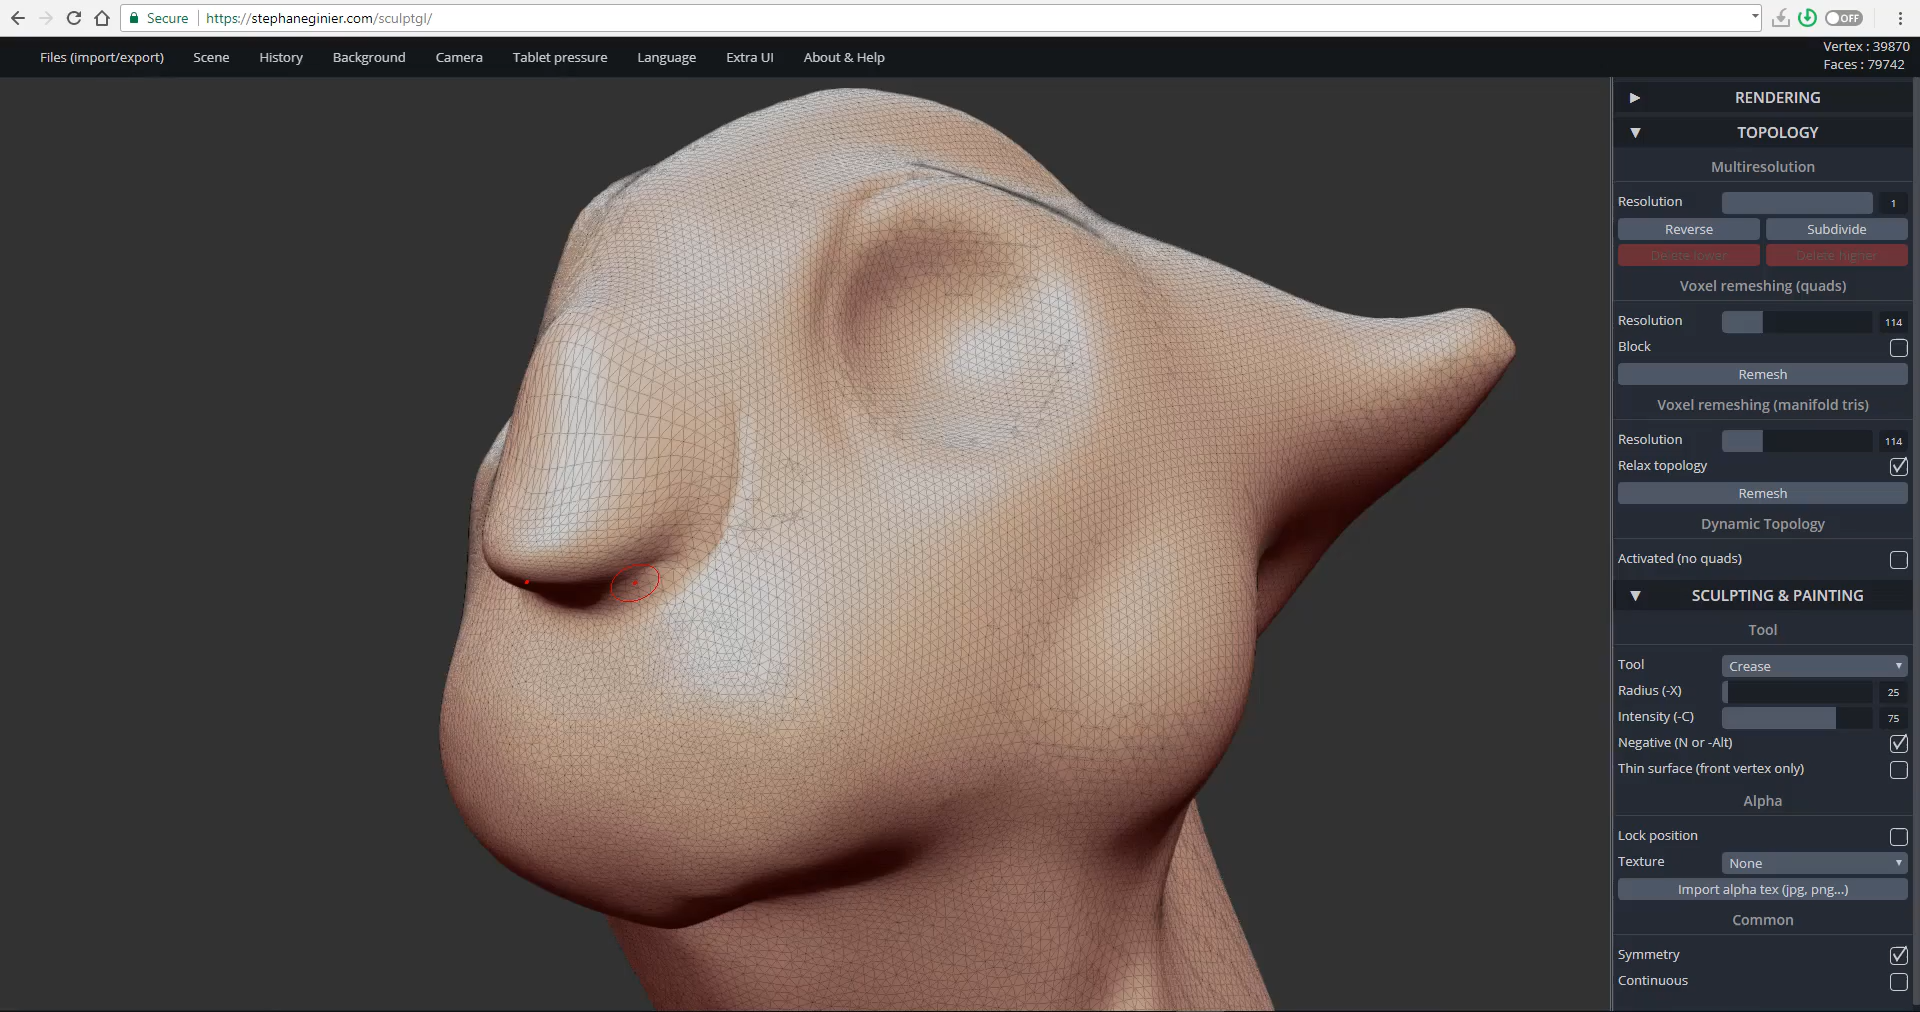 Secure https://stephaneginier.com/sculptgl/ OFF
Files (import/export) Scene History Background Camera Tablet pressure Language Extra UI About & Help
Vertex : 39870
Faces : 79742
RENDERING
TOPOLOGY
Multiresolution
Resolution 1
Reverse Subdivide
Delete lower Delete higher
Voxel remeshing (quads)
Resolution 114
Block
Remesh
Voxel remeshing (manifold tris)
Resolution 114
Relax topology
Remesh
Dynamic Topology
Activated (no quads)
SCULPTING & PAINTING
Tool
Tool Crease
Radius (-X) 25
Intensity (-C) 75
Negative (N or -Alt)
Thin surface (front vertex only)
Alpha
Lock position
Texture None
Import alpha tex (jpg, png...)
Common
Symmetry
Continuous